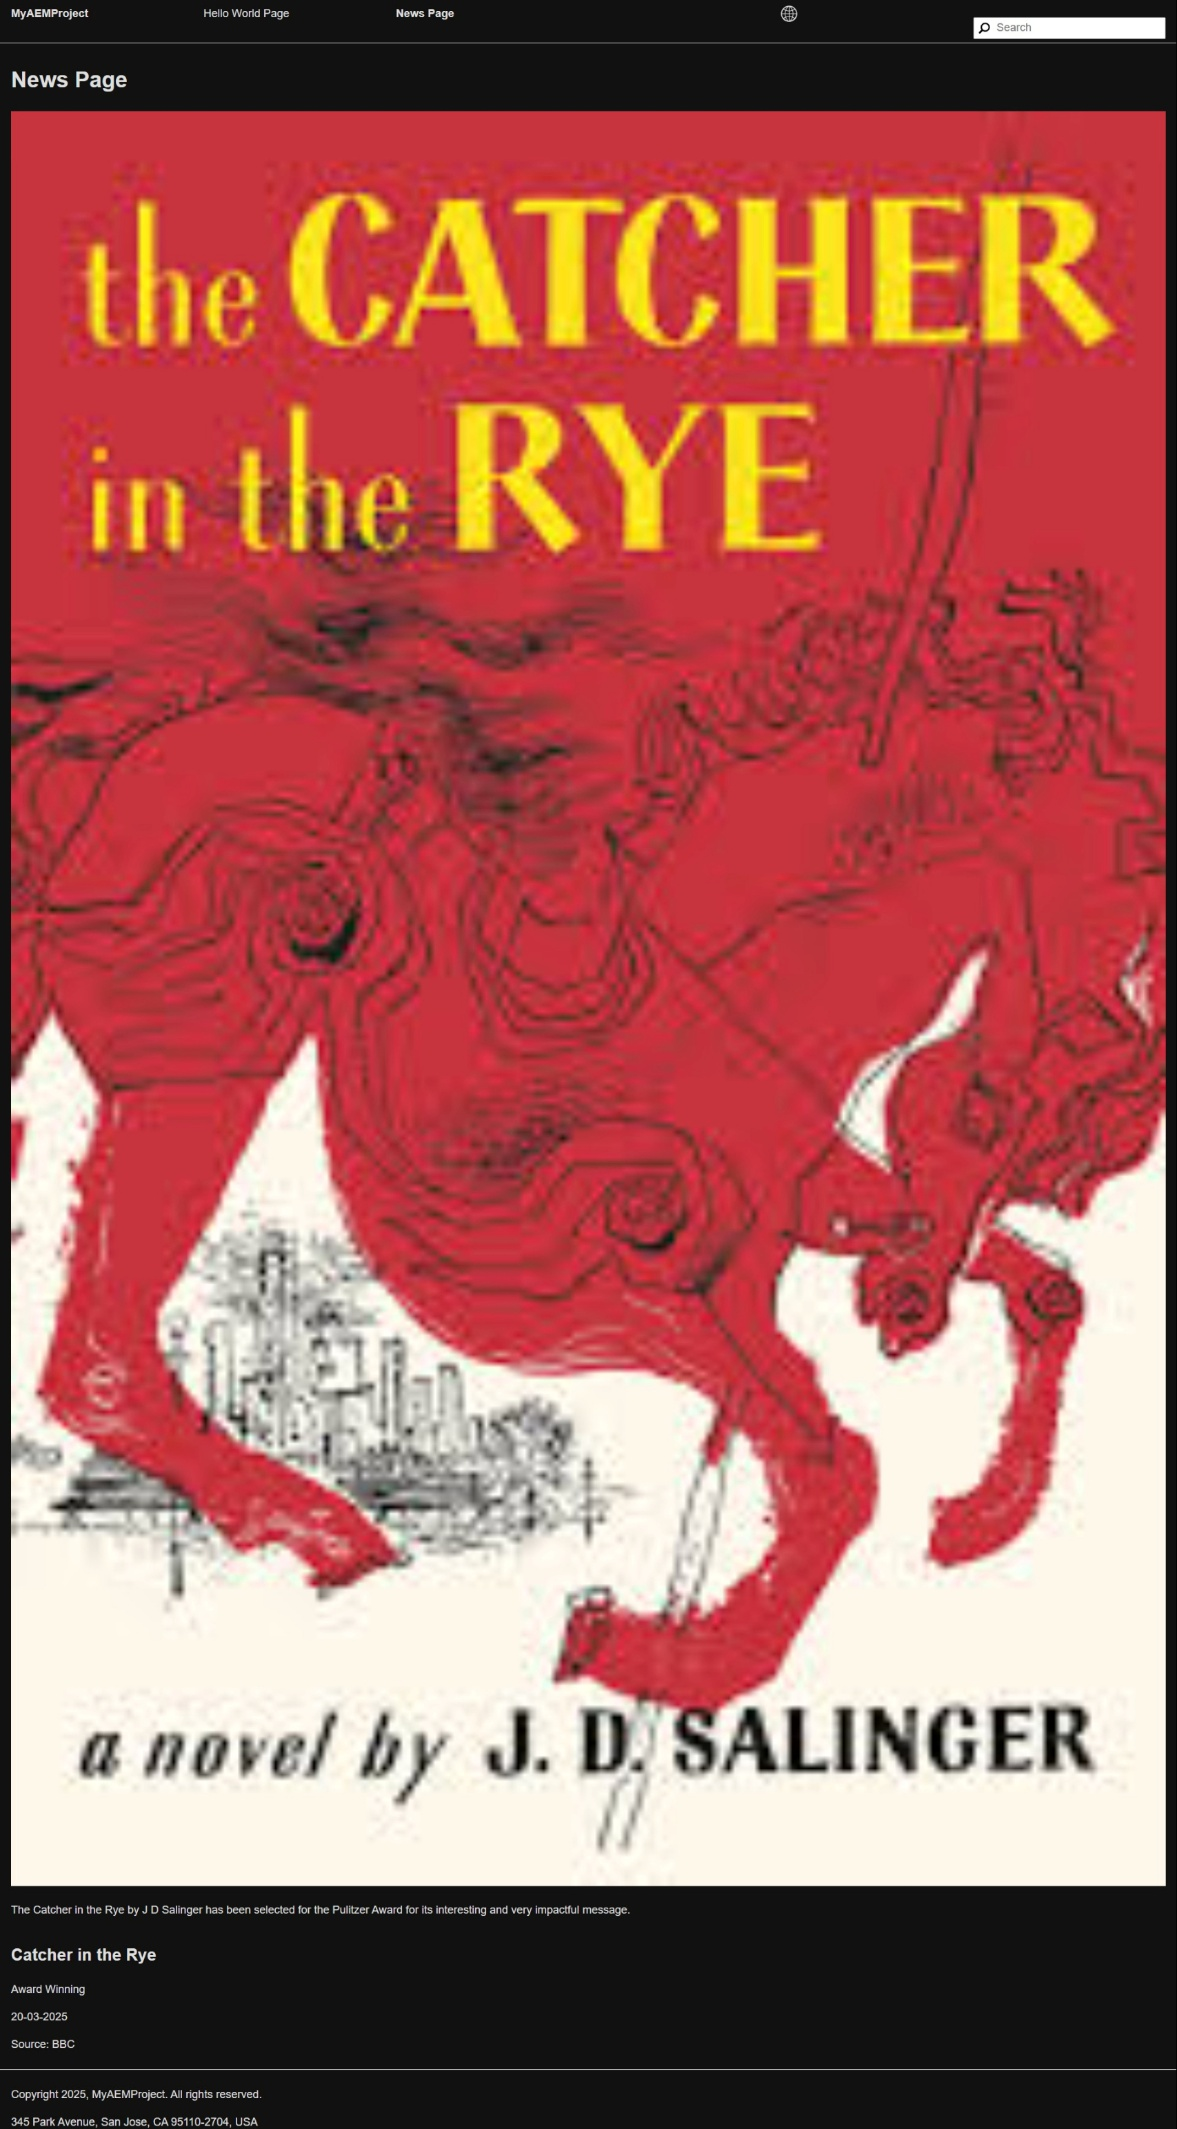 MyAEMProject Hello World Page News Page Search
News Page
the CATCHER
in the RYE
a novel by J. D. SALINGER
The Catcher in the Rye by J D Salinger has been selected for the Pulitzer Award for its interesting and very impactful message.
Catcher in the Rye
Award Winning
20-03-2025
Source: BBC
Copyright 2025, MyAEMProject. All rights reserved.
345 Park Avenue, San Jose, CA 95110-2704, USA